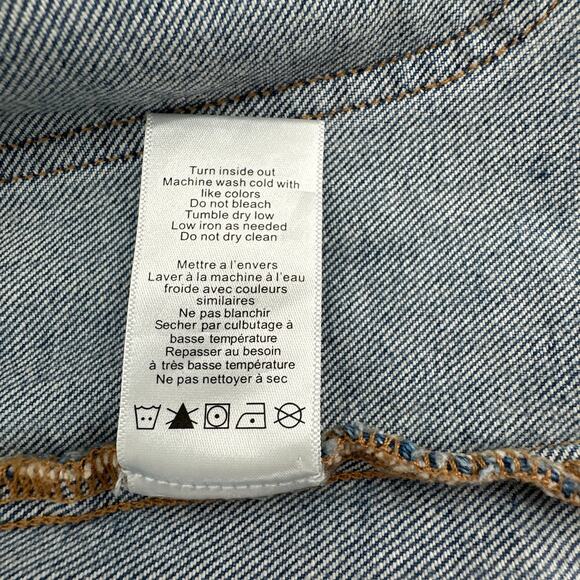 Turn inside out
Machine wash cold with
like colors
Do not bleach
Tumble dry low
Low iron as needed
Do not dry clean
Mettre a l'envers
Laver à la machine à l'eau
froide avec couleurs
similaires
Ne pas blanchir
Secher par culbutage à
basse température
Repasser au besoin
à très basse température
Ne pas nettoyer à sec